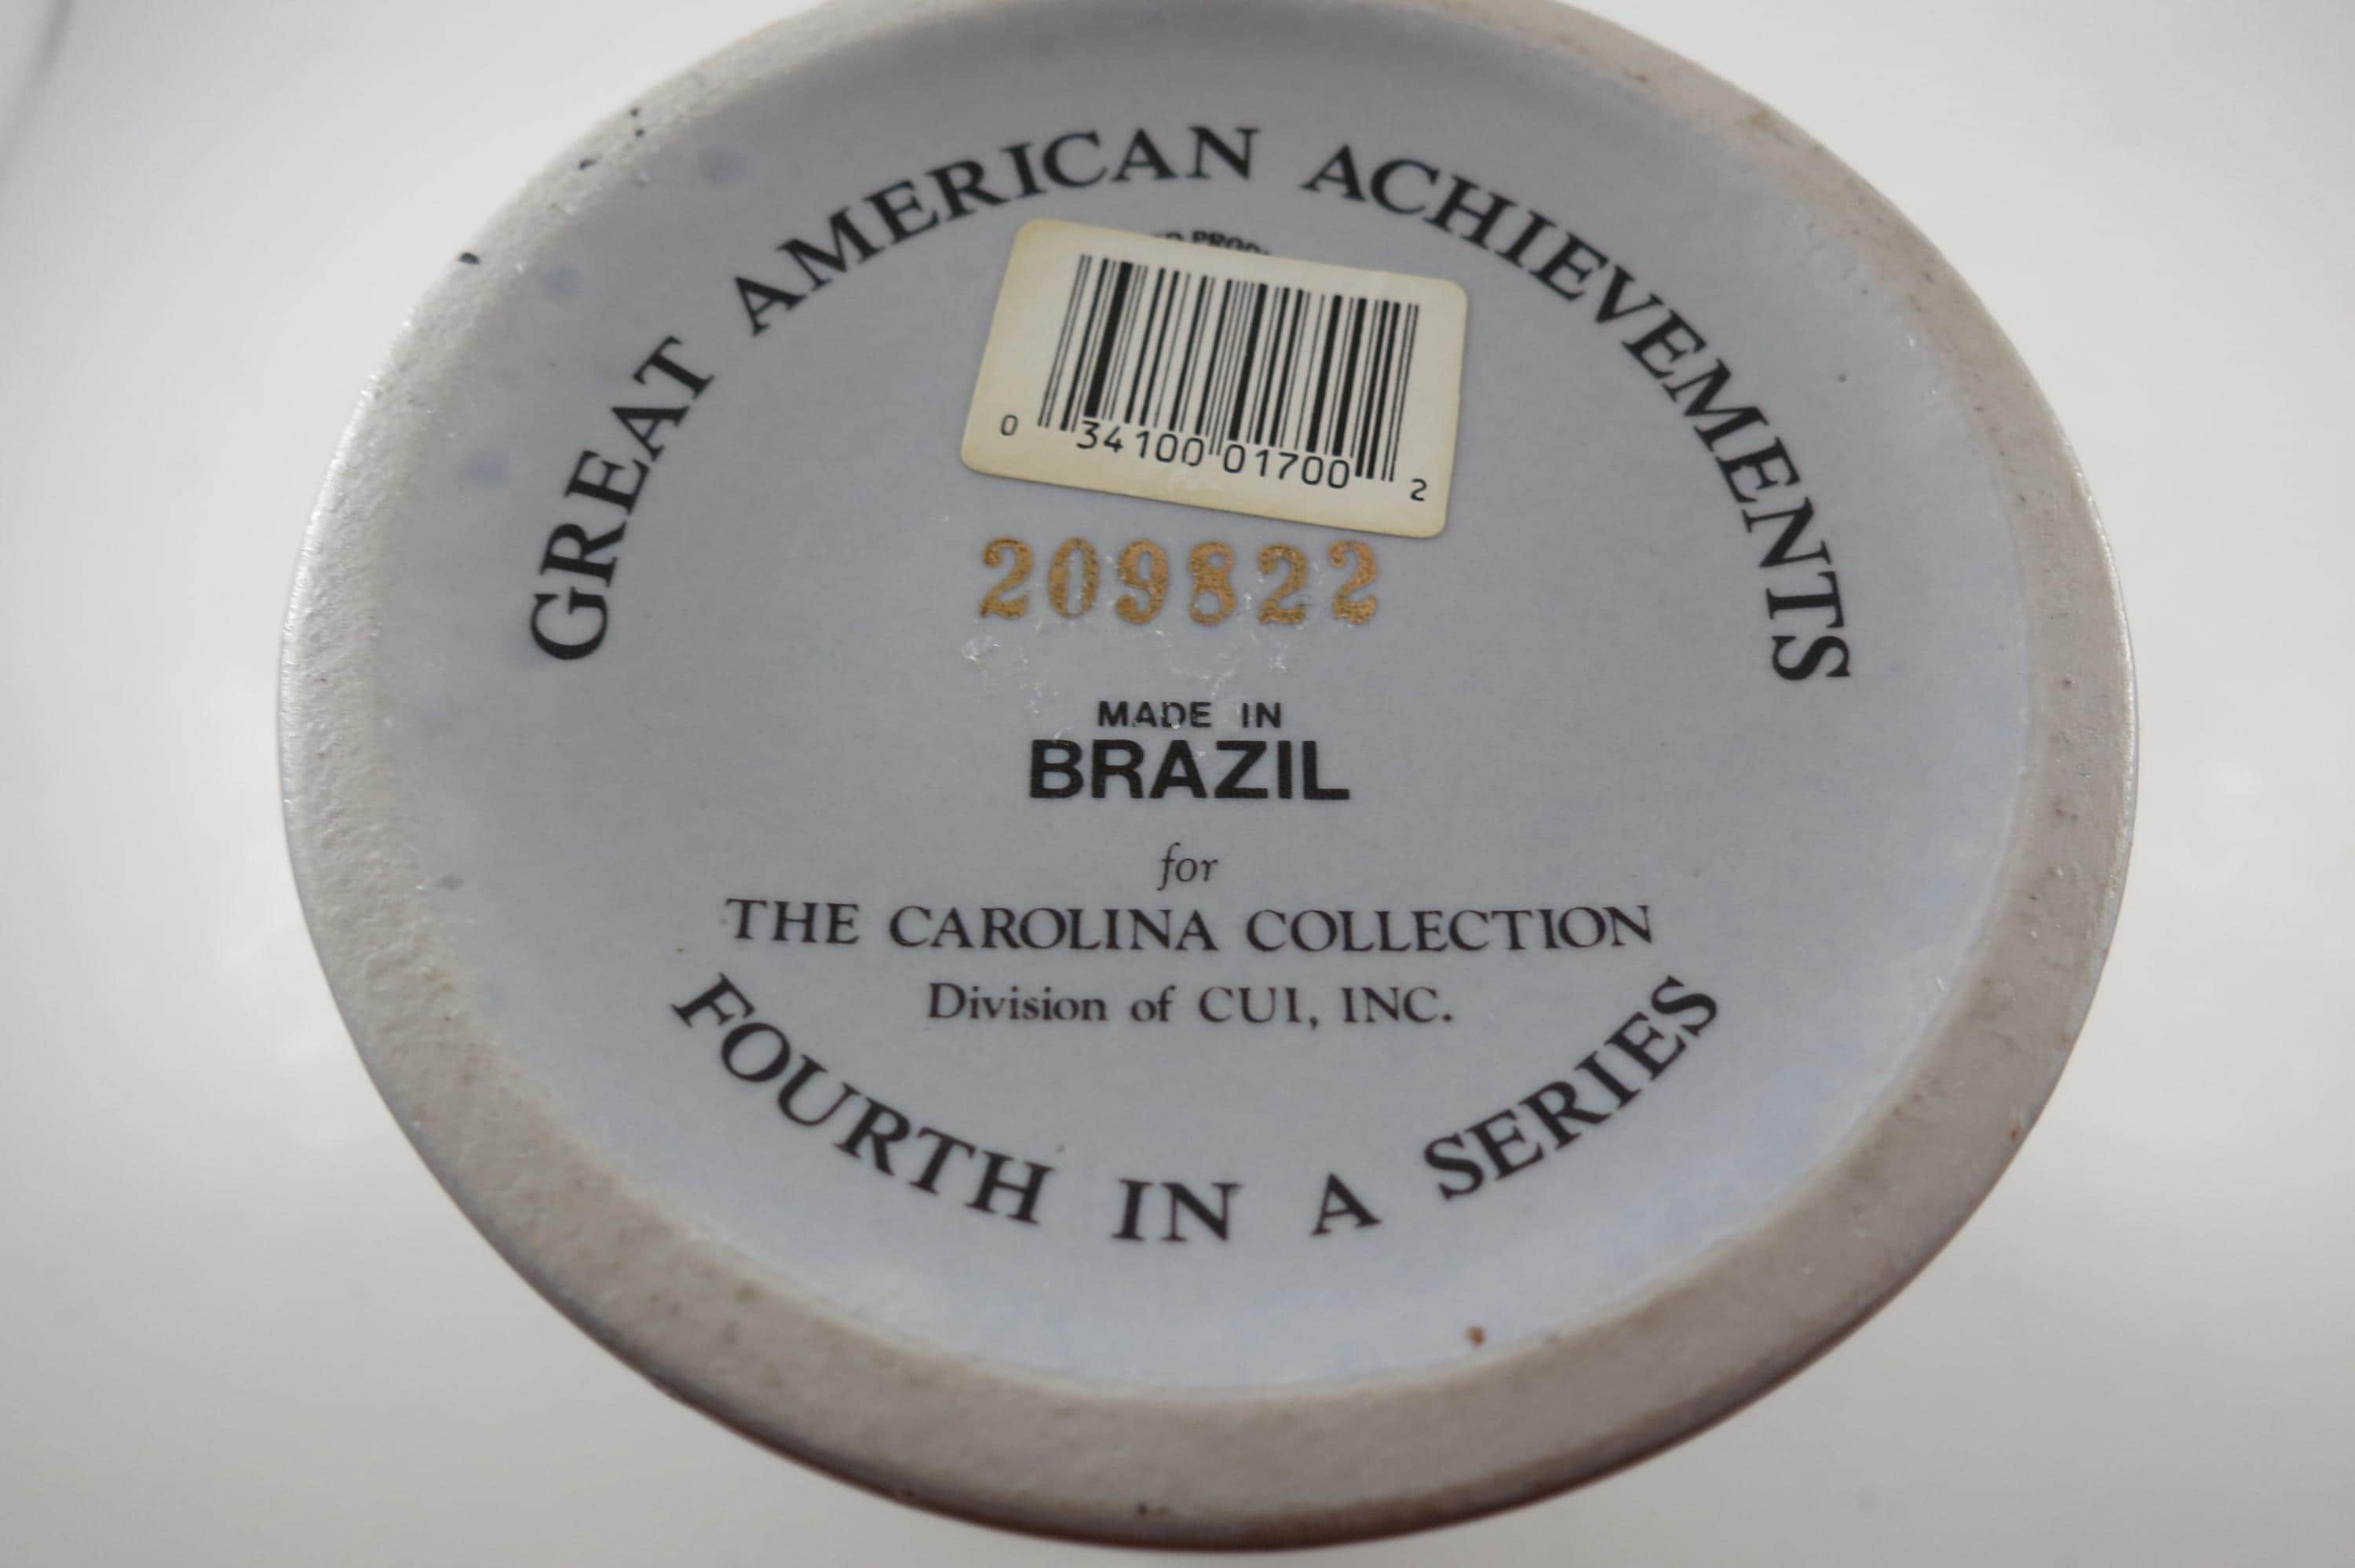 GREAT AMERICAN ACHIEVEMENTS
0 34100 01700 2
209822
MADE IN
BRAZIL
for
THE CAROLINA COLLECTION
Division of CUI, INC.
FOURTH IN A SERIES